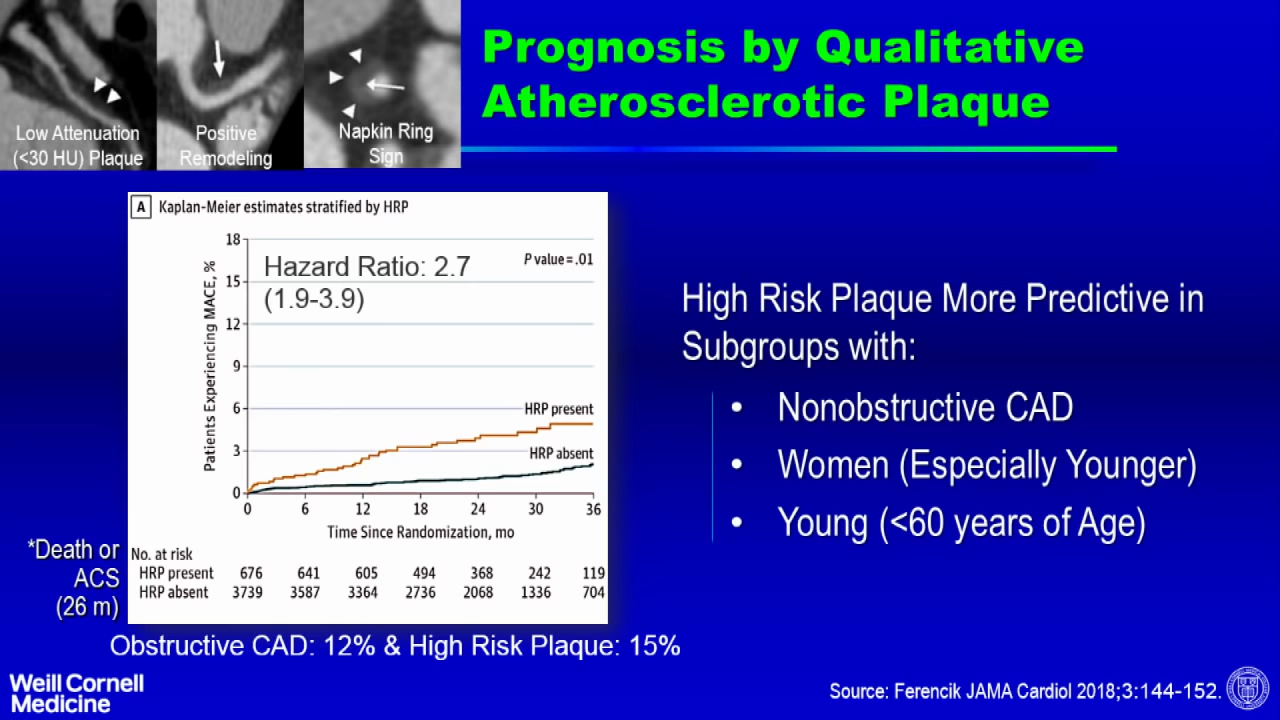 Low Attenuation
(<30 HU) Plaque
Positive
Remodeling
Napkin Ring
Sign
Prognosis by Qualitative
Atherosclerotic Plaque
A Kaplan-Meier estimates stratified by HRP
Hazard Ratio: 2.7
(1.9-3.9)
P value = .01
Patients Experiencing MACE, %
18
15
12
9
6
3
0
HRP present
HRP absent
0 6 12 18 24 30 36
Time Since Randomization, mo
No. at risk
HRP present 676 641 605 494 368 242 119
HRP absent 3739 3587 3364 2736 2068 1336 704
*Death or
ACS
(26 m)
Obstructive CAD: 12% & High Risk Plaque: 15%
High Risk Plaque More Predictive in
Subgroups with:
• Nonobstructive CAD
• Women (Especially Younger)
• Young (<60 years of Age)
Weill Cornell
Medicine
Source: Ferencik JAMA Cardiol 2018;3:144-152.